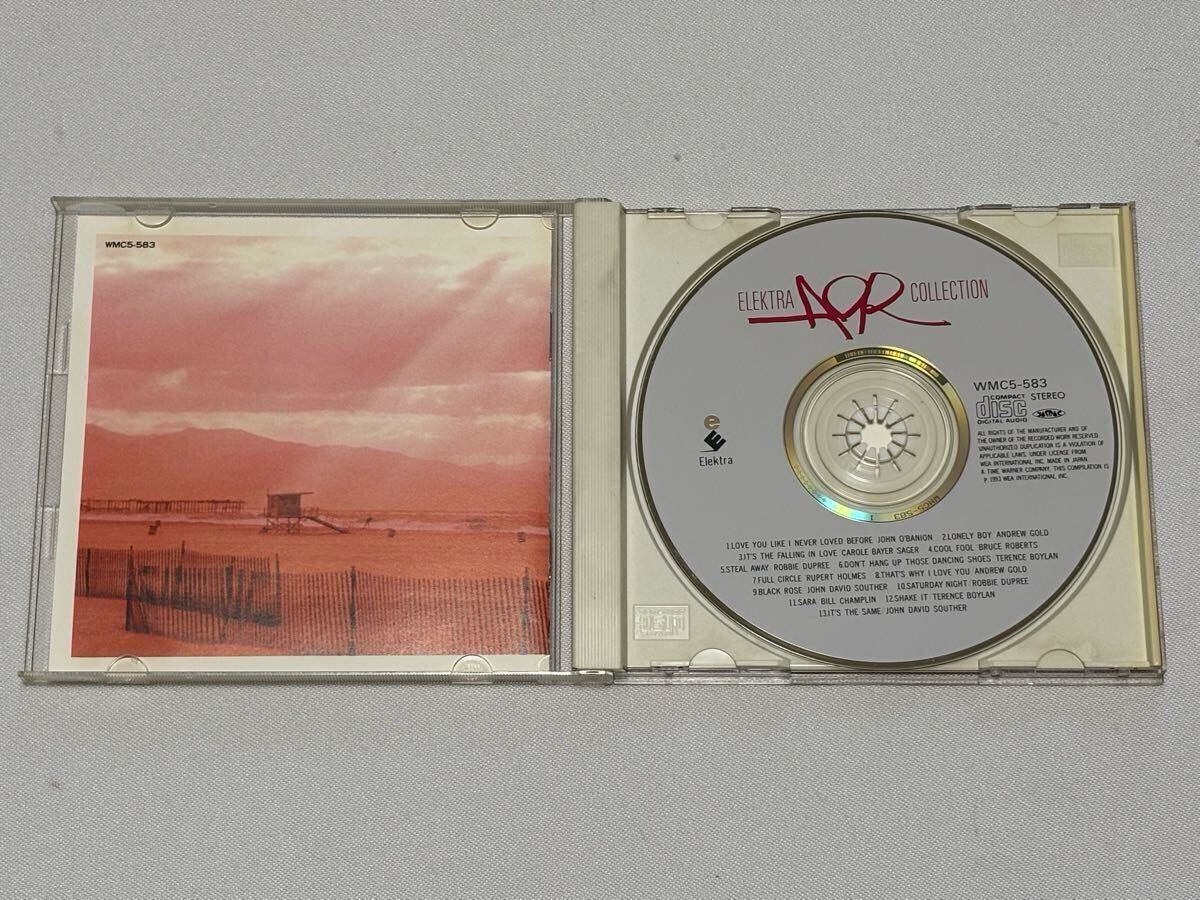 WMC5-583
ELEKTRA AOR COLLECTION
WMC5-583
COMPACT disc DIGITAL AUDIO STEREO
ALL RIGHTS OF THE MANUFACTURER AND OF
THE OWNER OF THE RECORDED WORK RESERVED.
UNAUTHORIZED DUPLICATION IS A VIOLATION OF
APPLICABLE LAWS. UNDER LICENSE FROM
WEA INTERNATIONAL INC. MADE IN JAPAN.
A TIME WARNER COMPANY. THIS COMPILATION IS
P. 1993 WEA INTERNATIONAL INC.
Elektra
WMC5-583 1
1.LOVE YOU LIKE I NEVER LOVED BEFORE JOHN O'BANION 2.LONELY BOY ANDREW GOLD
3.IT'S THE FALLING IN LOVE CAROLE BAYER SAGER 4.COOL FOOL BRUCE ROBERTS
5.STEAL AWAY ROBBIE DUPREE 6.DON'T HANG UP THOSE DANCING SHOES TERENCE BOYLAN
7.FULL CIRCLE RUPERT HOLMES 8.THAT'S WHY I LOVE YOU ANDREW GOLD
9.BLACK ROSE JOHN DAVID SOUTHER 10.SATURDAY NIGHT/ROBBIE DUPREE
11.SARA BILL CHAMPLIN 12.SHAKE IT/TERENCE BOYLAN
13.IT'S THE SAME/JOHN DAVID SOUTHER